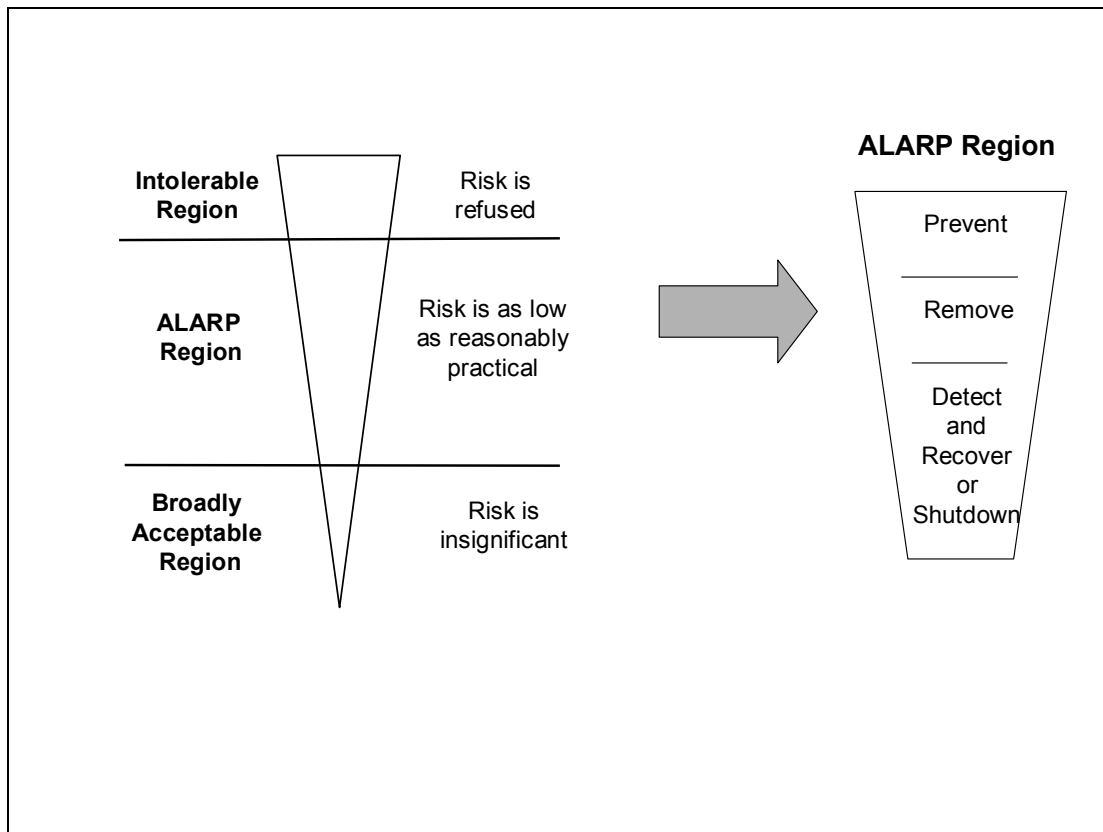 Intolerable
Region
Risk is
refused
ALARP
Region
Risk is as low
as reasonably
practical
Broadly
Acceptable
Region
Risk is
insignificant
ALARP Region
Prevent
Remove
Detect
and
Recover
or
Shutdown